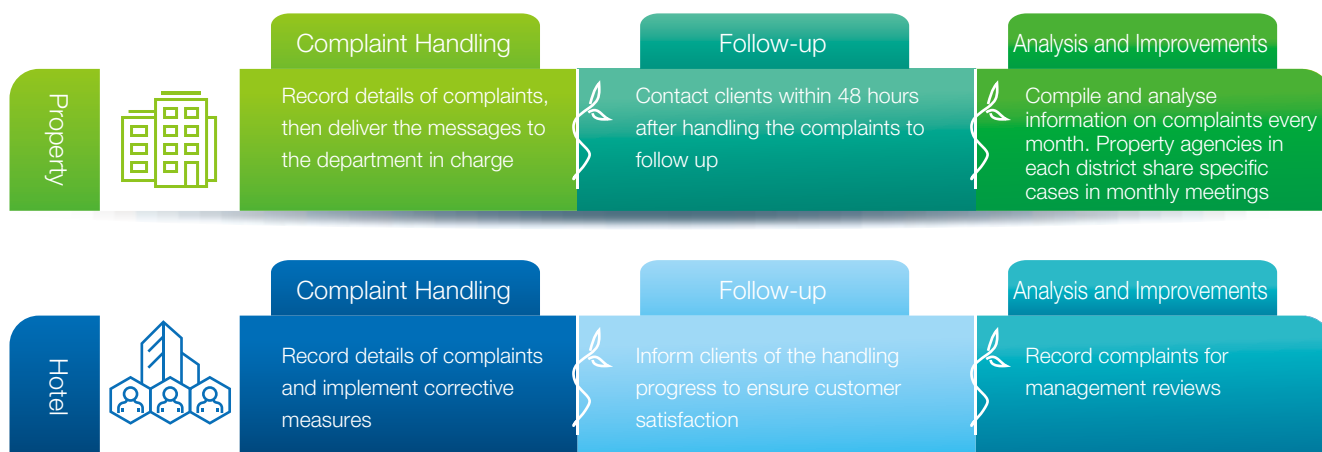 Property
Complaint Handling
Record details of complaints,
then deliver the messages to
the department in charge
Follow-up
Contact clients within 48 hours
after handling the complaints to
follow up
Analysis and Improvements
Compile and analyse
information on complaints every
month. Property agencies in
each district share specific
cases in monthly meetings
Hotel
Complaint Handling
Record details of complaints
and implement corrective
measures
Follow-up
Inform clients of the handling
progress to ensure customer
satisfaction
Analysis and Improvements
Record complaints for
management reviews